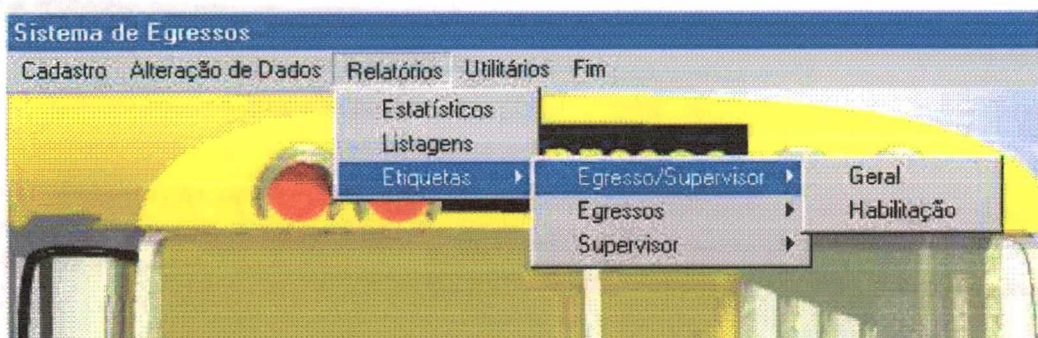 Sistema de Egressos
Cadastro Alteração de Dados Relatórios Utilitários Fim
Estatísticos
Listagens
Etiquetas Egresso/Supervisor Geral
Egressos Habilitação
Supervisor